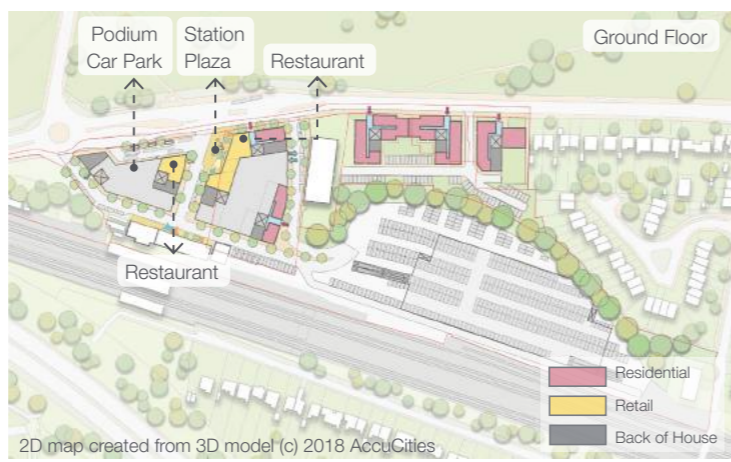 Podium
Car Park
Station
Plaza
Restaurant
Ground Floor
Restaurant
Residential
Retail
Back of House
2D map created from 3D model (c) 2018 AccuCities